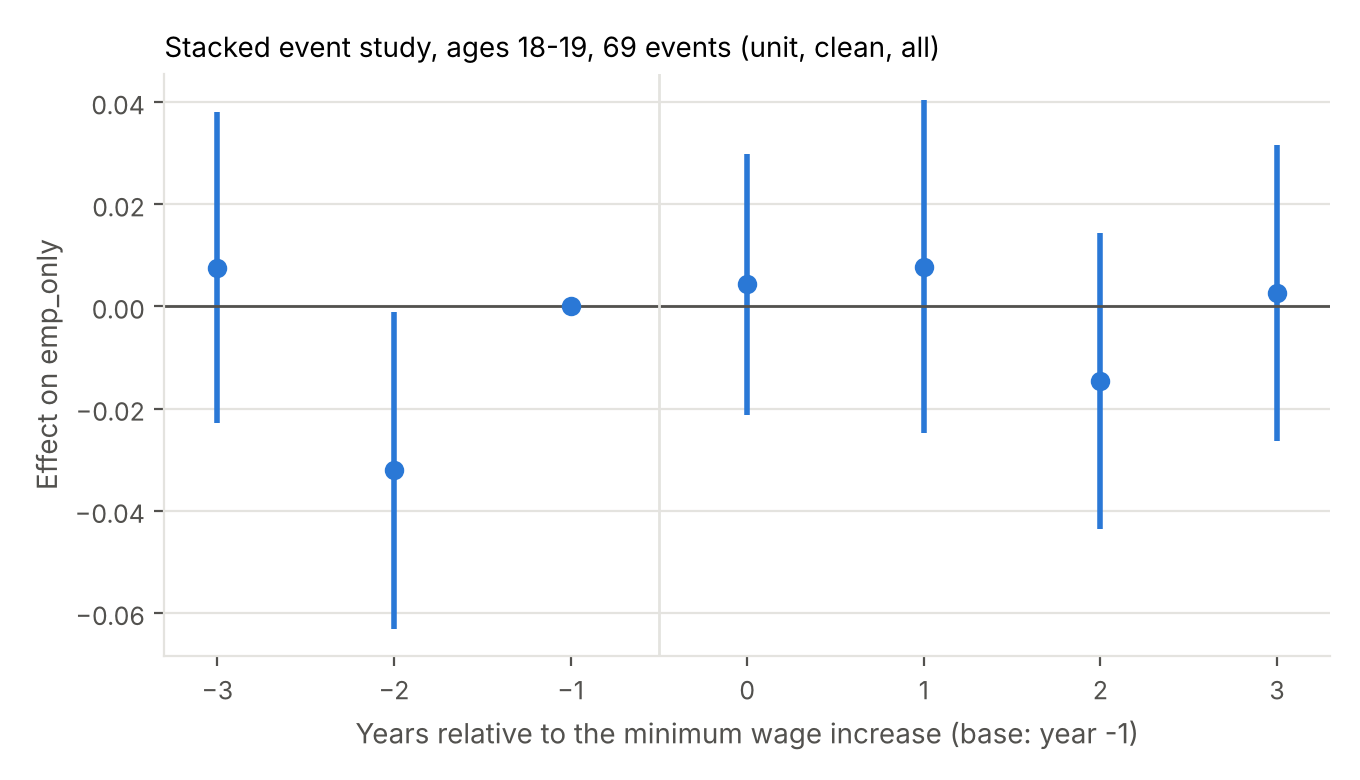 Stacked event study, ages 18-19, 69 events (unit, clean, all)
Effect on emp_only
0.04
0.02
0.00
−0.02
−0.04
−0.06
−3 −2 −1 0 1 2 3
Years relative to the minimum wage increase (base: year -1)